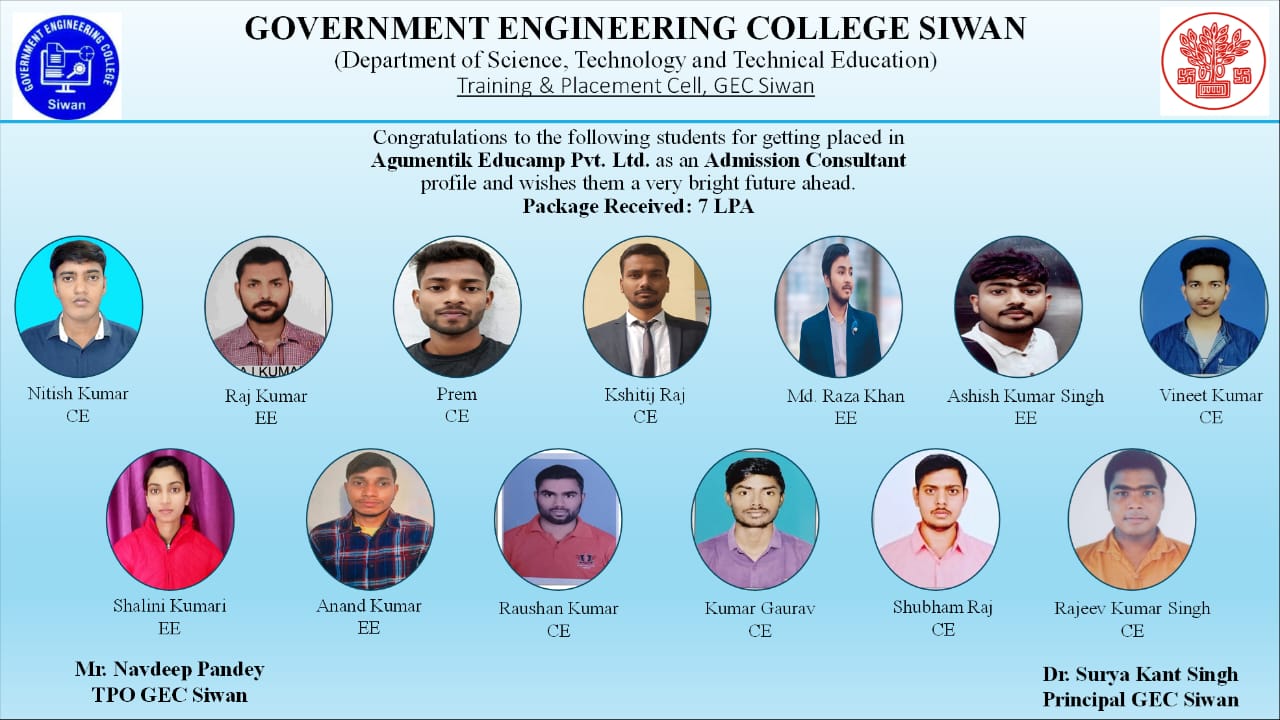 GOVERNMENT ENGINEERING COLLEGE SIWAN
(Department of Science, Technology and Technical Education)
Training & Placement Cell, GEC Siwan
GOVERNMENT ENGINEERING COLLEGE
Siwan
Congratulations to the following students for getting placed in
Agumentik Educamp Pvt. Ltd. as an Admission Consultant
profile and wishes them a very bright future ahead.
Package Received: 7 LPA
Nitish Kumar
CE
Raj Kumar
EE
Prem
CE
Kshitij Raj
CE
Md. Raza Khan
EE
Ashish Kumar Singh
EE
Vineet Kumar
CE
Shalini Kumari
EE
Anand Kumar
EE
Raushan Kumar
CE
Kumar Gaurav
CE
Shubham Raj
CE
Rajeev Kumar Singh
CE
Mr. Navdeep Pandey
TPO GEC Siwan
Dr. Surya Kant Singh
Principal GEC Siwan